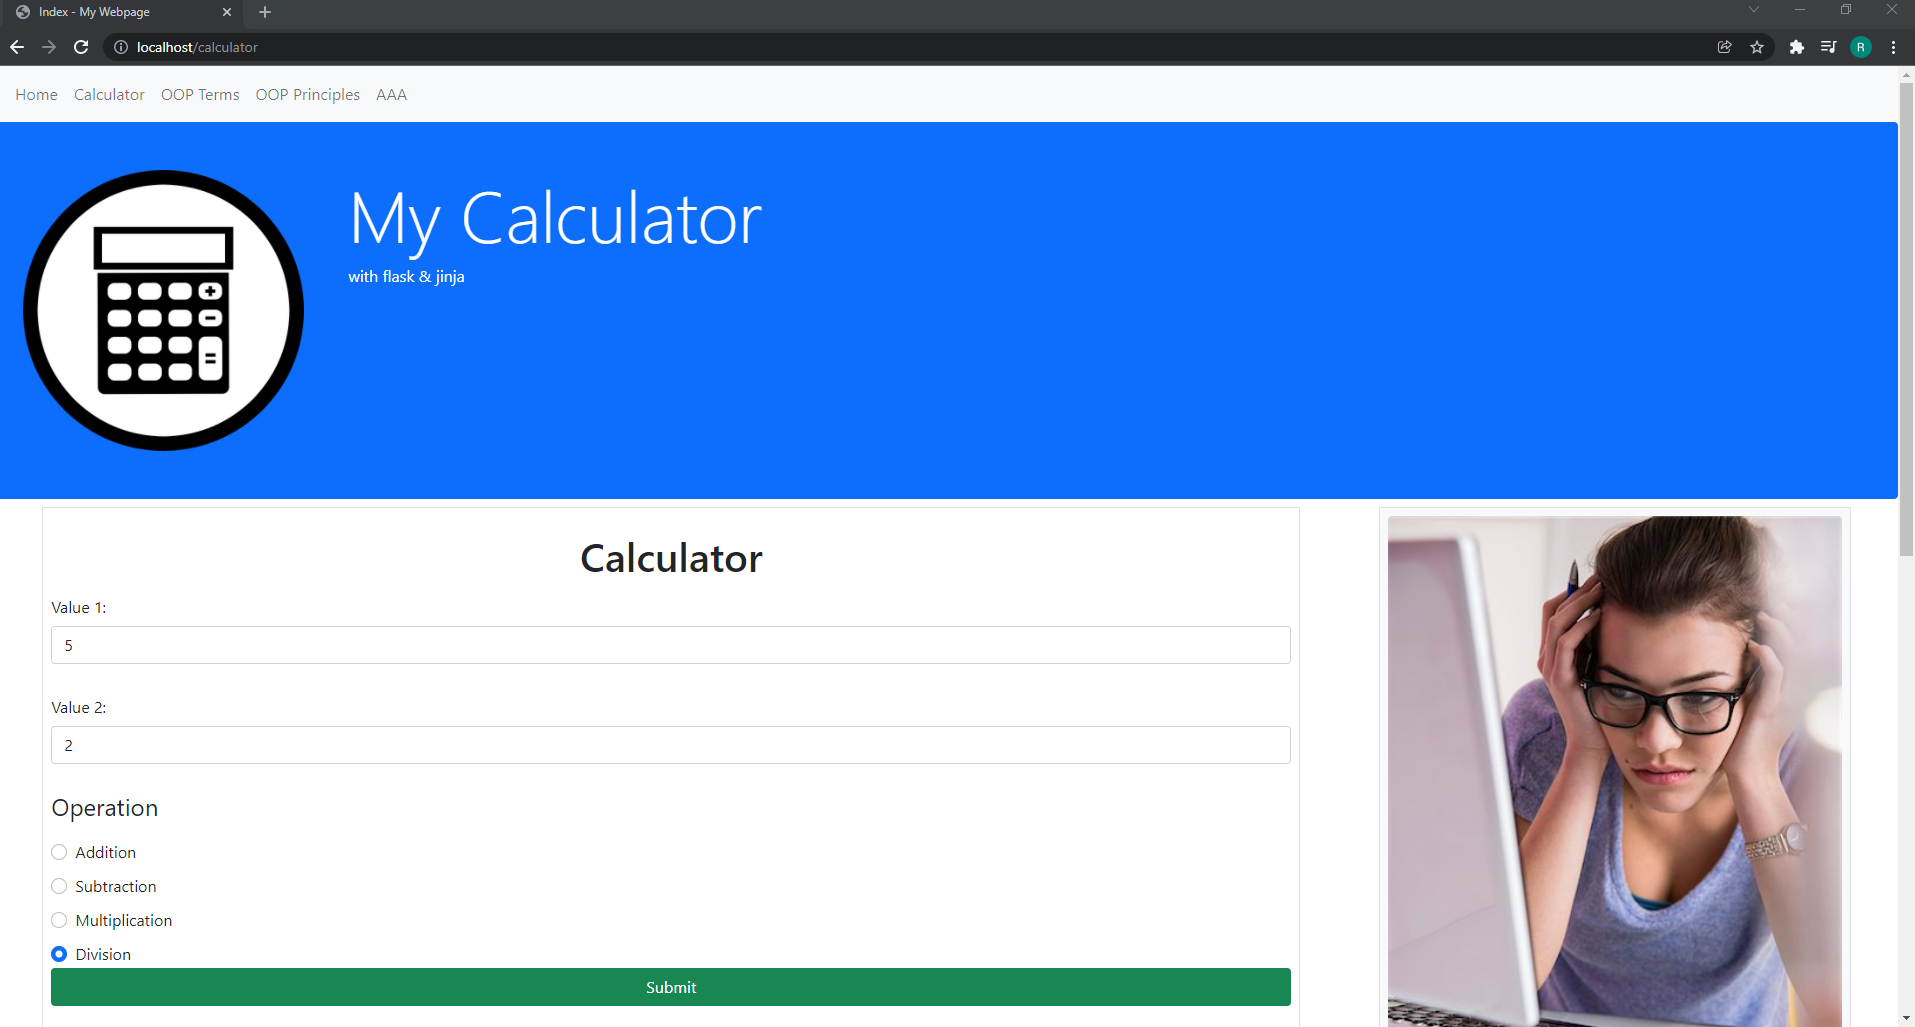 Index - My Webpage
localhost/calculator
R
Home Calculator OOP Terms OOP Principles AAA
My Calculator
with flask & jinja
Calculator
Value 1:
5
Value 2:
2
Operation
Addition
Subtraction
Multiplication
Division
Submit